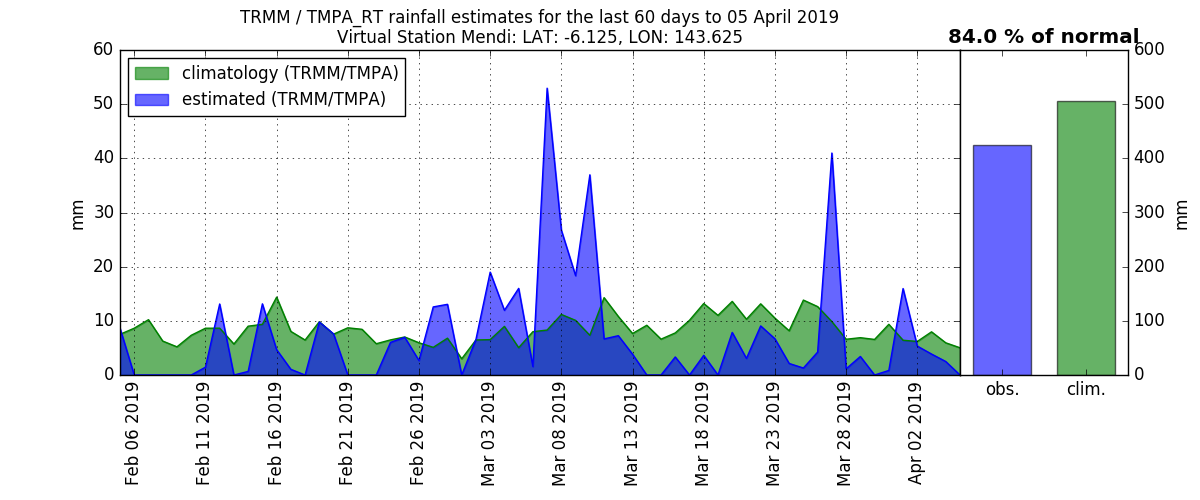 TRMM / TMPA_RT rainfall estimates for the last 60 days to 05 April 2019
Virtual Station Mendi: LAT: -6.125, LON: 143.625
84.0 % of normal
climatology (TRMM/TMPA)
estimated (TRMM/TMPA)
60
50
40
30
20
10
0
mm
Feb 06 2019
Feb 11 2019
Feb 16 2019
Feb 21 2019
Feb 26 2019
Mar 03 2019
Mar 08 2019
Mar 13 2019
Mar 18 2019
Mar 23 2019
Mar 28 2019
Apr 02 2019
obs.
clim.
600
500
400
300
200
100
0
mm